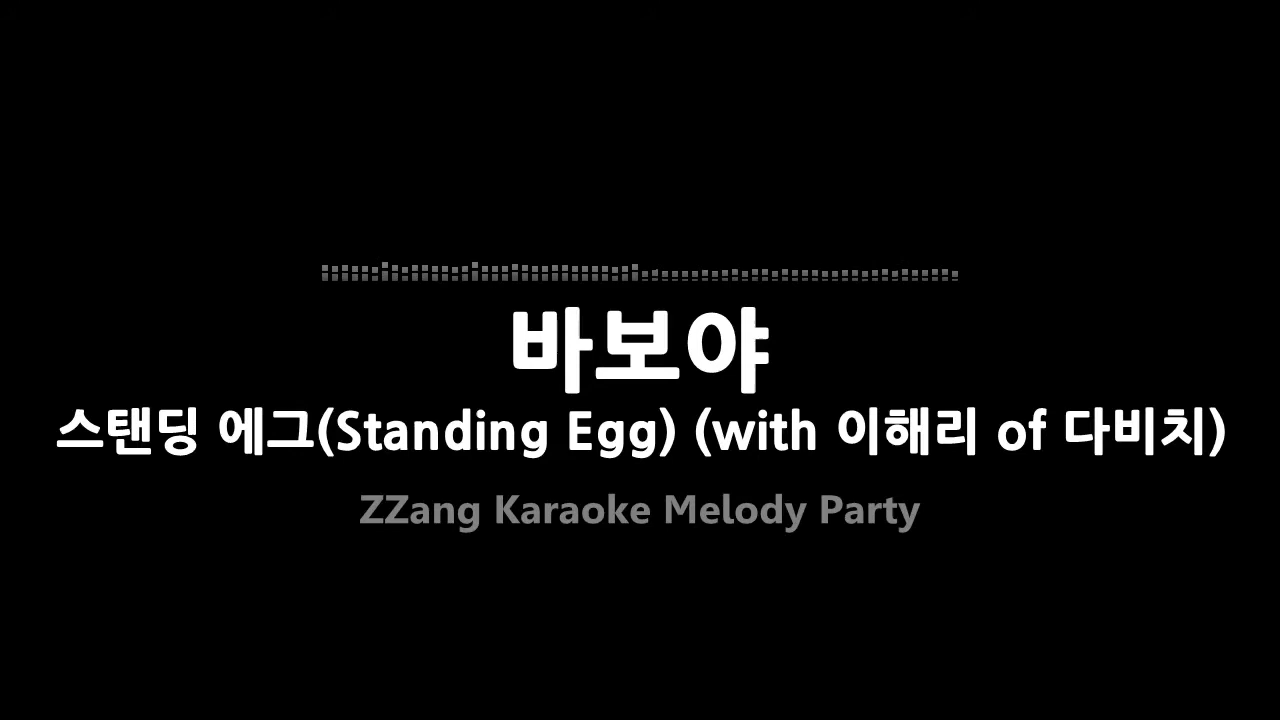 바보야
스탠딩 에그(Standing Egg) (with 이해리 of 다비치)
ZZang Karaoke Melody Party